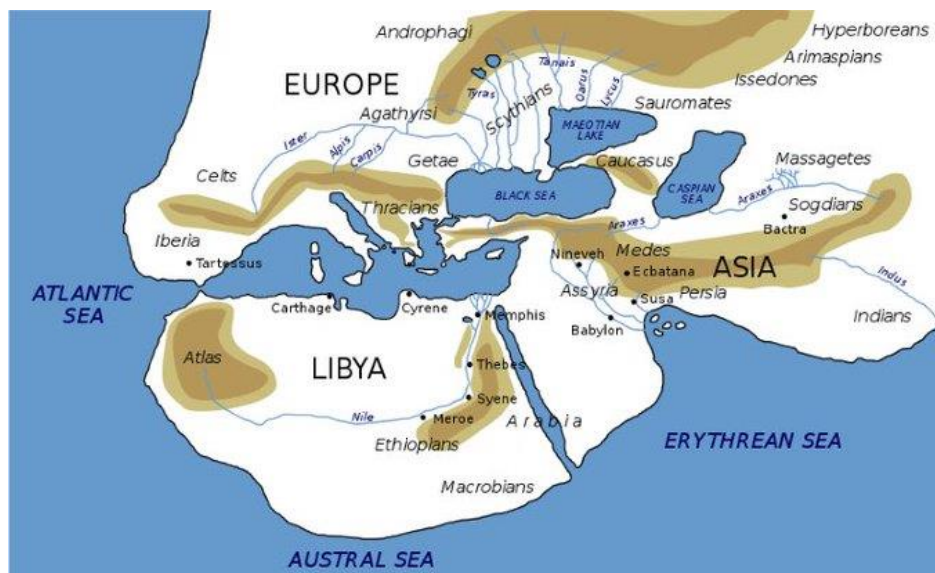 Androphagi
Hyperboreans
Arimaspians
Issedones
EUROPE
Tyras
Scythians
Tanais
Oarus
Lycus
Agathyrsi
Sauromates
MAEOTIAN
LAKE
Ister
Alpis
Carpis
Getae
Caucasus
Massagetes
Celts
BLACK SEA
CASPIAN
SEA
Araxes
Sogdians
Thracians
Araxes
Bactra
Iberia
Tartessus
Nineveh
Medes
Ecbatana
ASIA
Indus
ATLANTIC
SEA
Carthage
Cyrene
Memphis
Assyria
Susa
Persia
Babylon
Indians
Atlas
LIBYA
Thebes
Syene
Nile
Meroe
Arabia
Ethiopians
ERYTHREAN SEA
Macrobians
AUSTRAL SEA